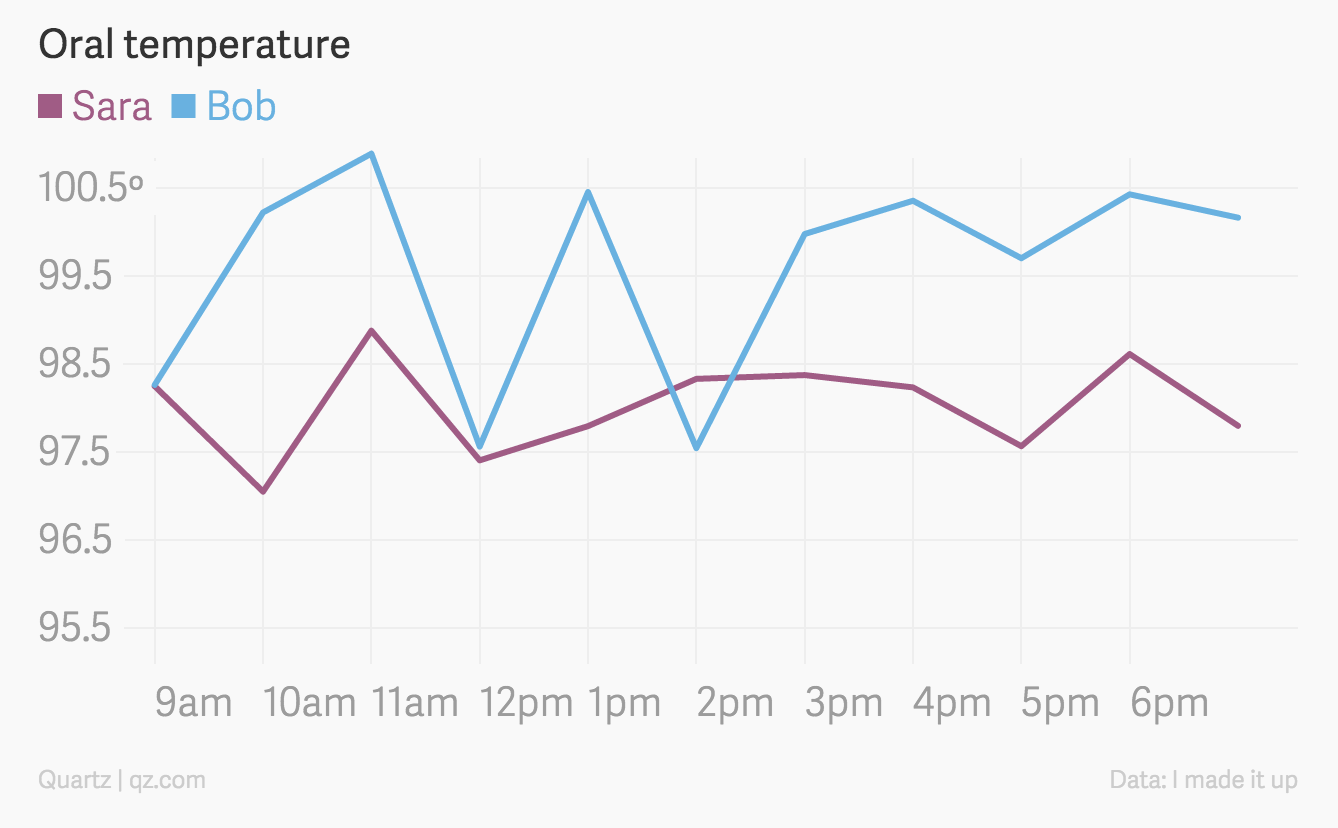 Oral temperature
Sara Bob
100.5º
99.5
98.5
97.5
96.5
95.5
9am 10am 11am 12pm 1pm 2pm 3pm 4pm 5pm 6pm
Quartz | qz.com Data: I made it up